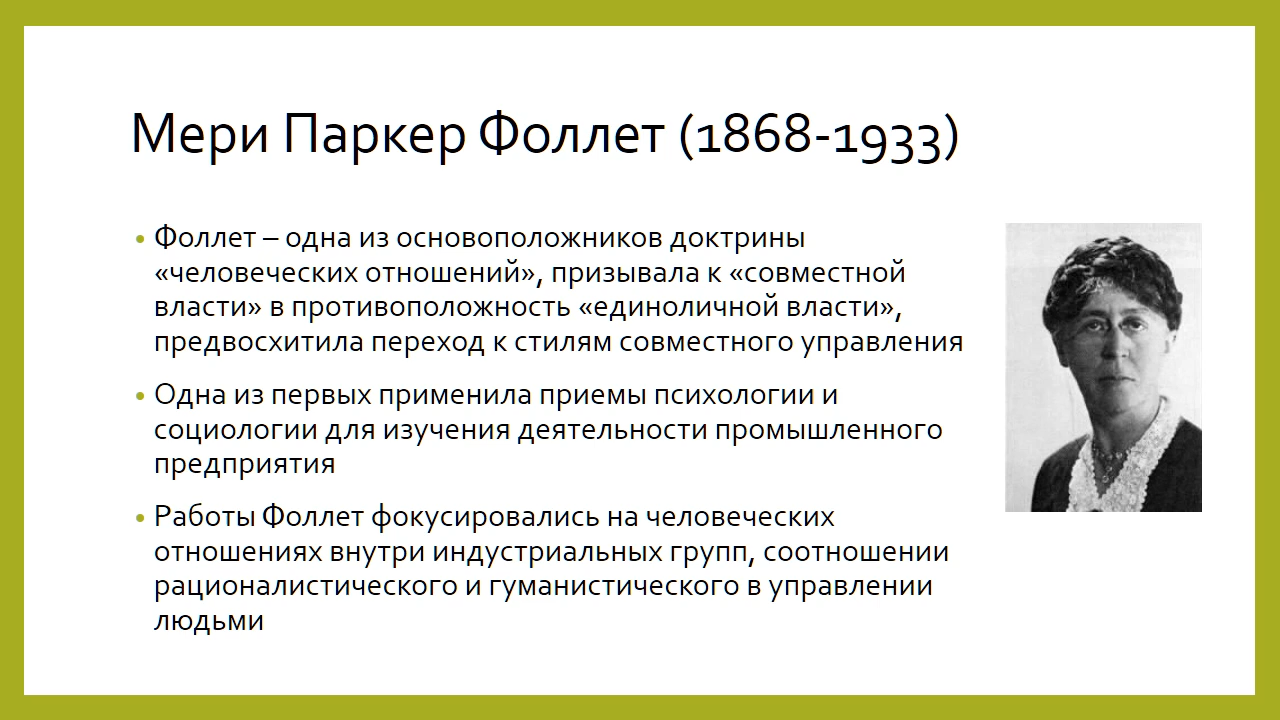 Мери Паркер Фоллет (1868-1933)
• Фоллет – одна из основоположников доктрины
«человеческих отношений», призывала к «совместной
власти» в противоположность «единоличной власти»,
предвосхитила переход к стилям совместного управления
• Одна из первых применила приемы психологии и
социологии для изучения деятельности промышленного
предприятия
• Работы Фоллет фокусировались на человеческих
отношениях внутри индустриальных групп, соотношении
рационалистического и гуманистического в управлении
людьми